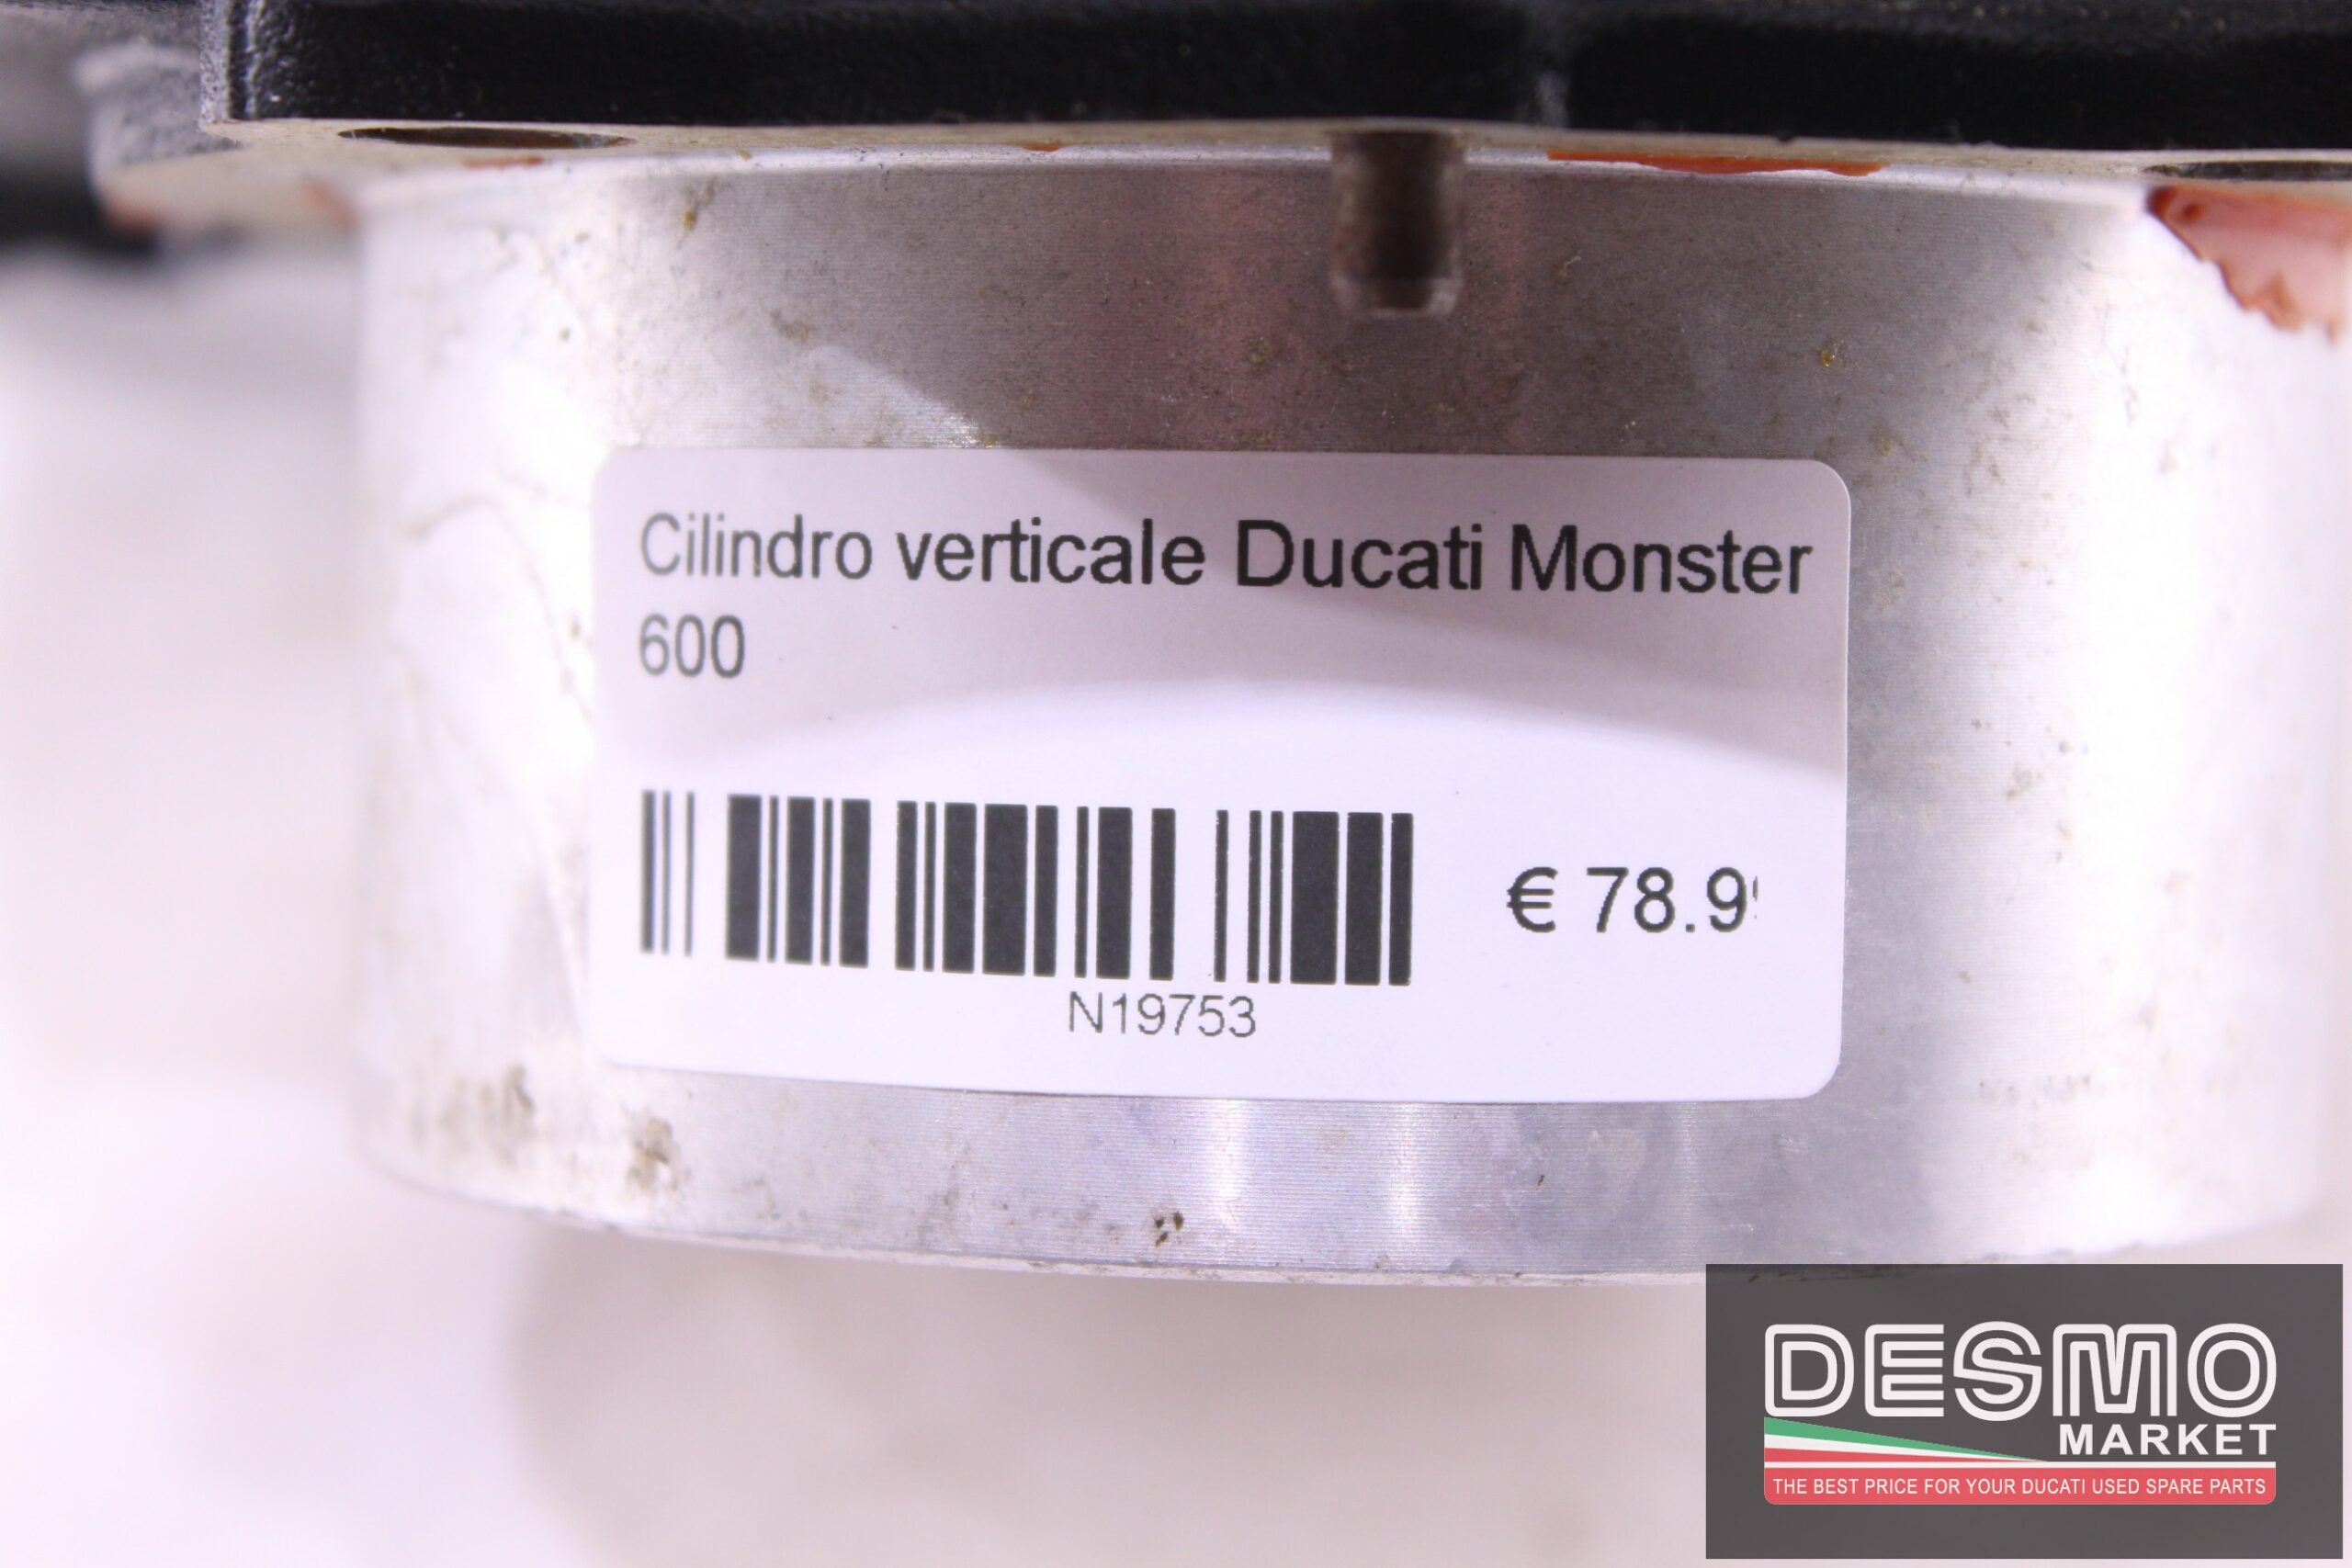 Cilindro verticale Ducati Monster
600
€ 78.9
N19753
DESMO
MARKET
THE BEST PRICE FOR YOUR DUCATI USED SPARE PARTS